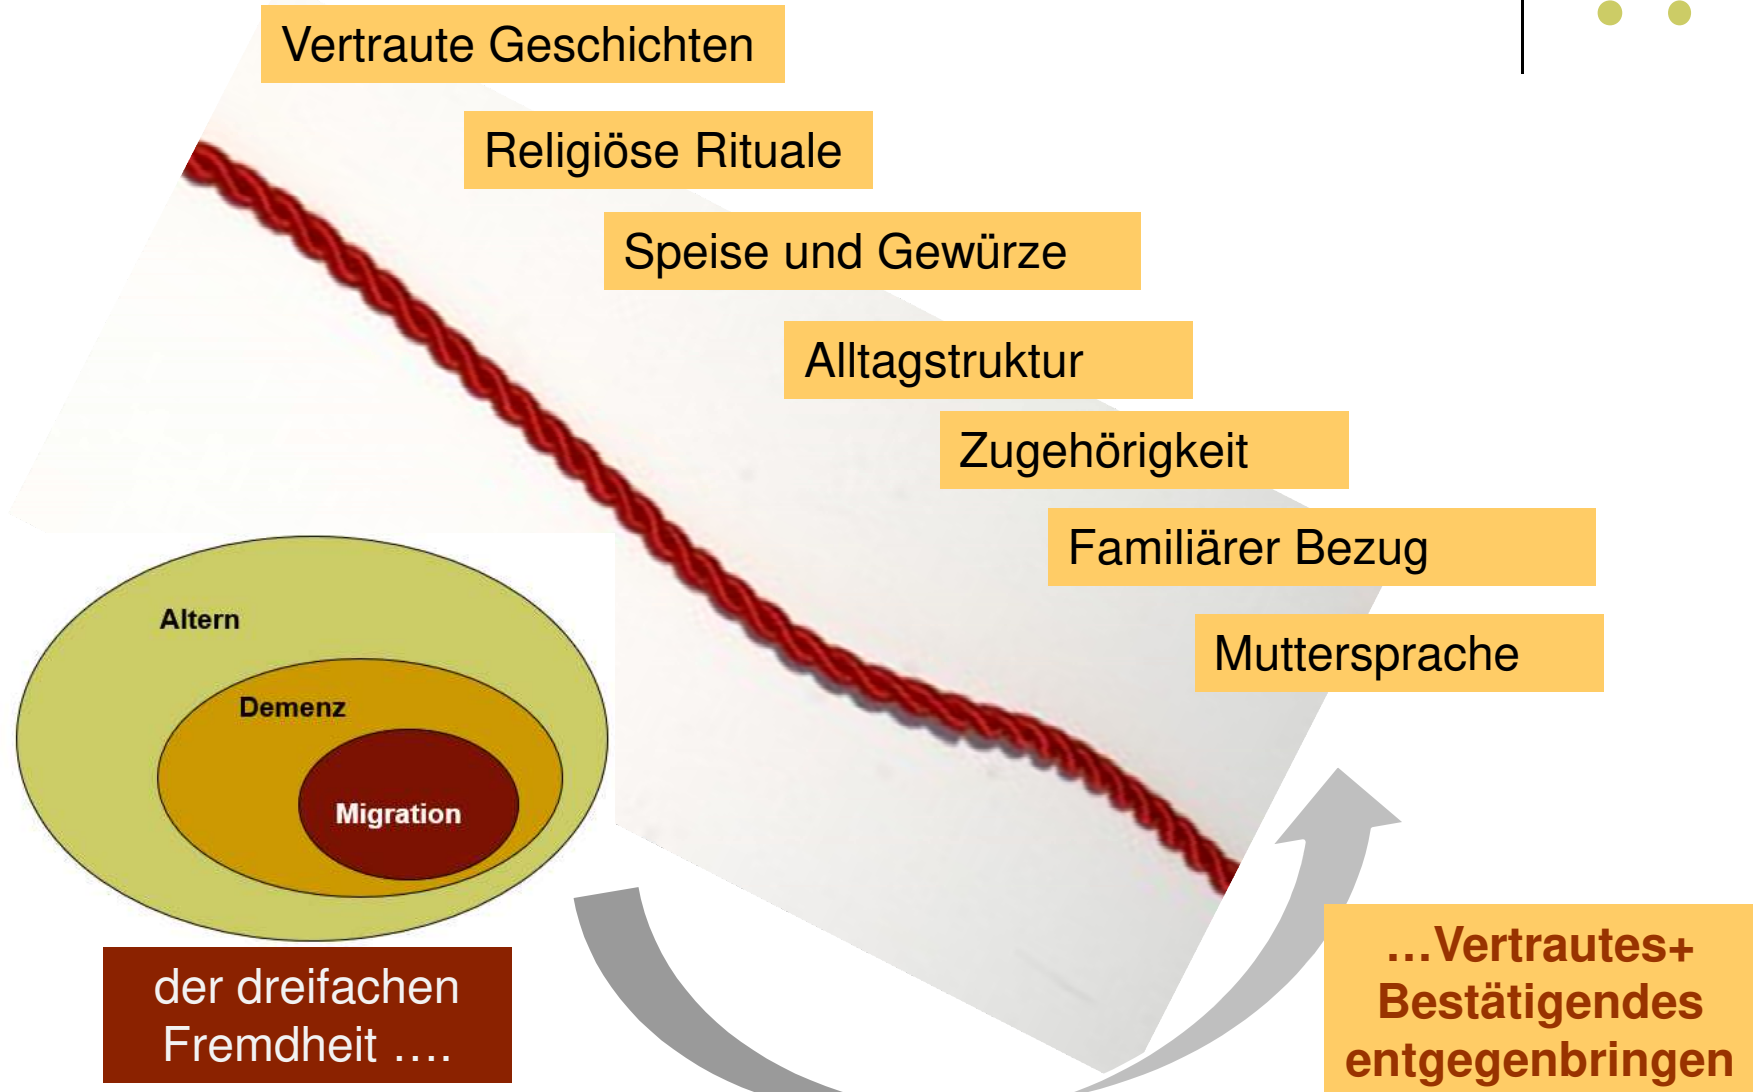 Vertraute Geschichten
Religiöse Rituale
Speise und Gewürze
Alltagstruktur
Zugehörigkeit
Familiärer Bezug
Muttersprache
Altern
Demenz
Migration
der dreifachen
Fremdheit ....
...Vertrautes+
Bestätigendes
entgegenbringen